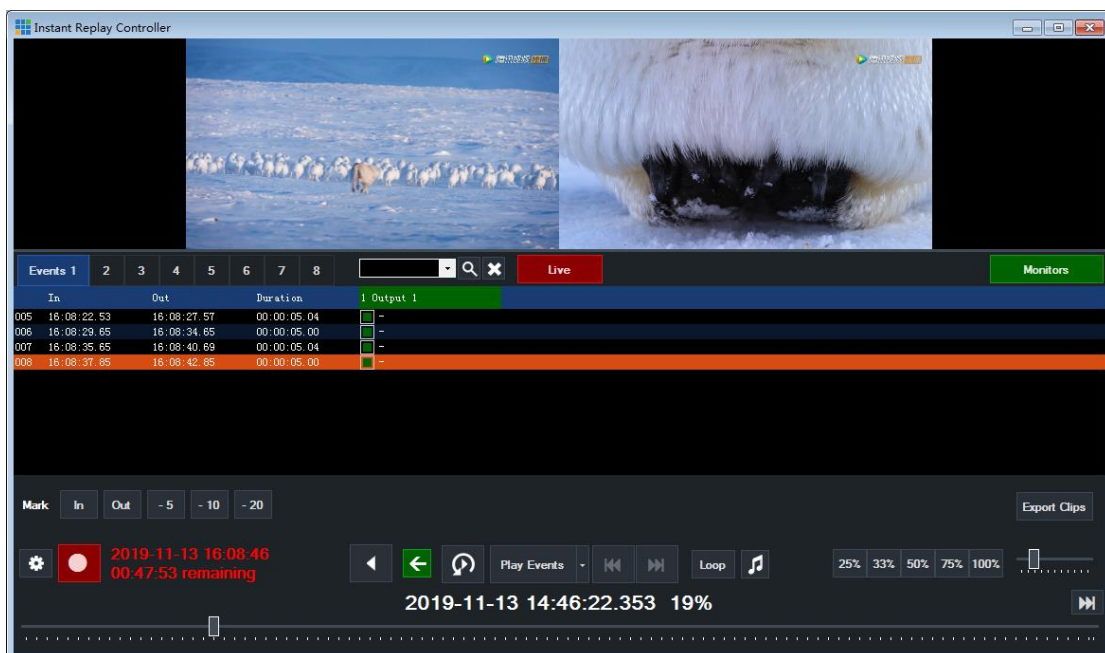 Instant Replay Controller
Events 1 2 3 4 5 6 7 8 Live Monitors
In Out Duration 1 Output 1
005 16:08:22.53 16:08:27.57 00:00:05.04 -
006 16:08:29.65 16:08:34.65 00:00:05.00 -
007 16:08:35.65 16:08:40.69 00:00:05.04 -
008 16:08:37.85 16:08:42.85 00:00:05.00 -
Mark In Out - 5 - 10 - 20 Export Clips
2019-11-13 16:08:46
00:47:53 remaining
Play Events Loop 25% 33% 50% 75% 100%
2019-11-13 14:46:22.353 19%